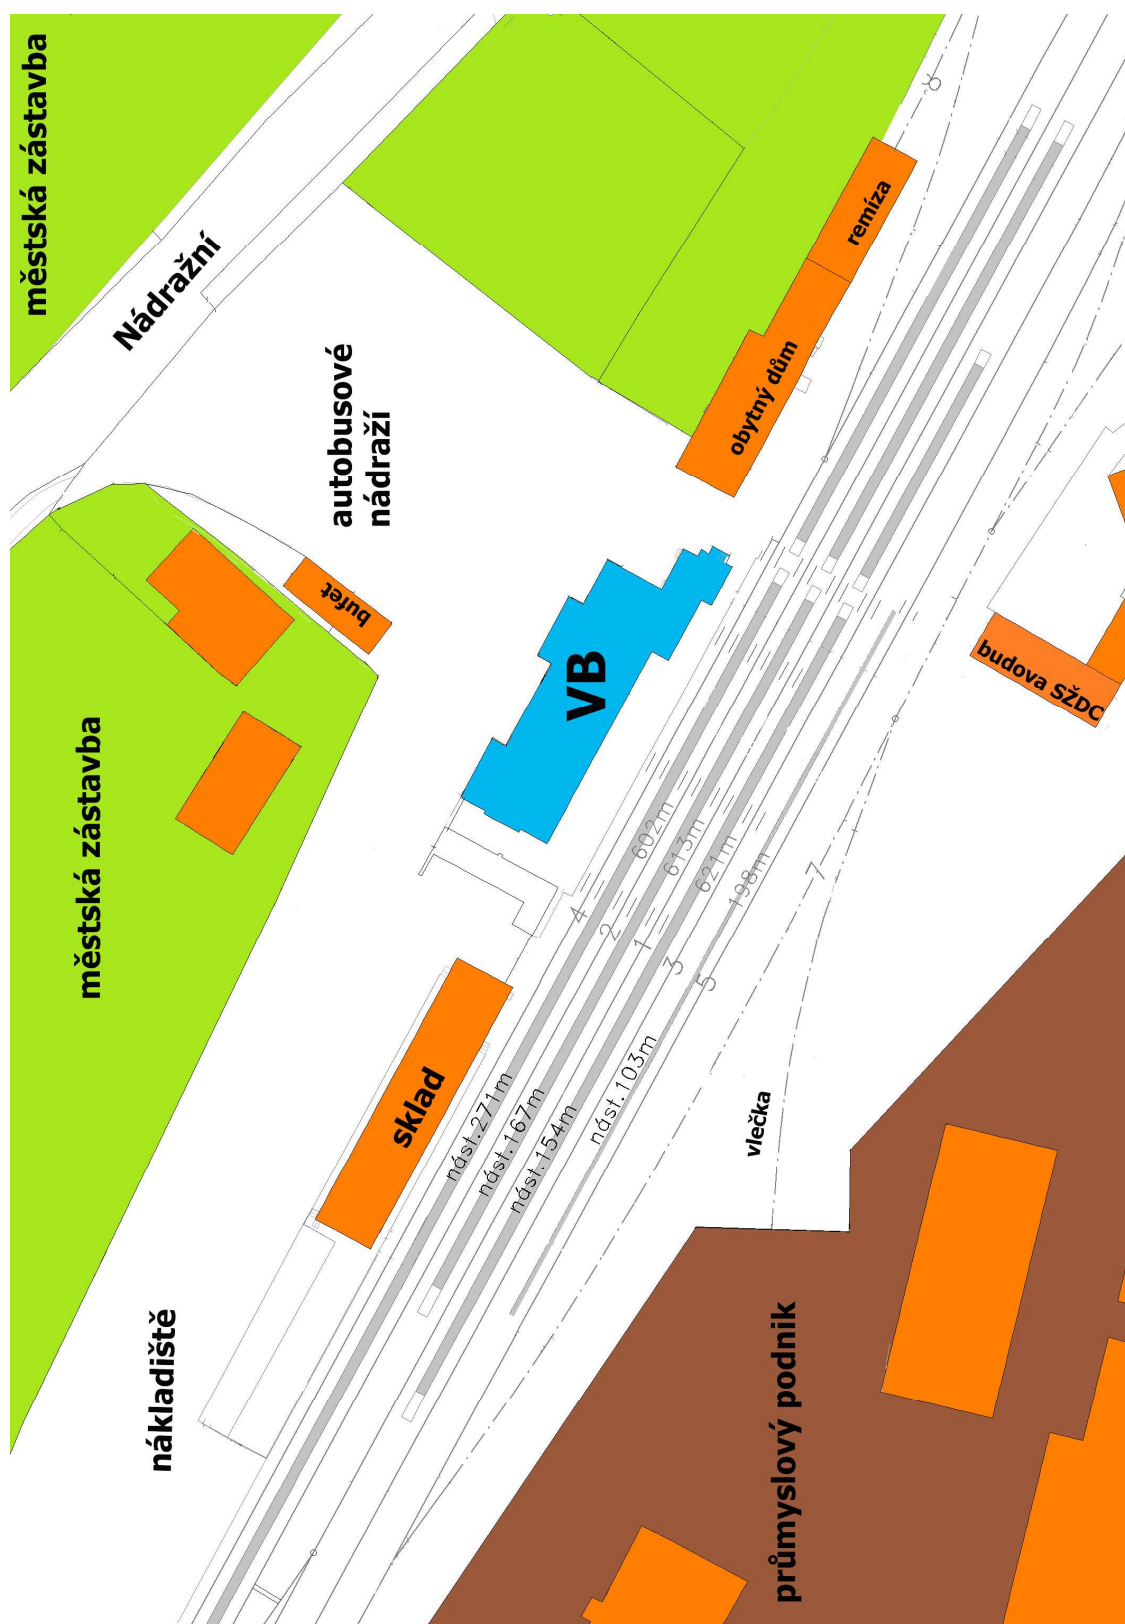 městská zástavba
Nádražní
autobusové
nádraží
8
remíza
obytný dům
bufet
VB
budova SŽDC
městská zástavba
602m
613m
621m
198m
7
4
2
1
3
5
sklad
nást.271m
nást.167m
nást.154m
nást.103m
vlečka
nákladiště
průmyslový podnik